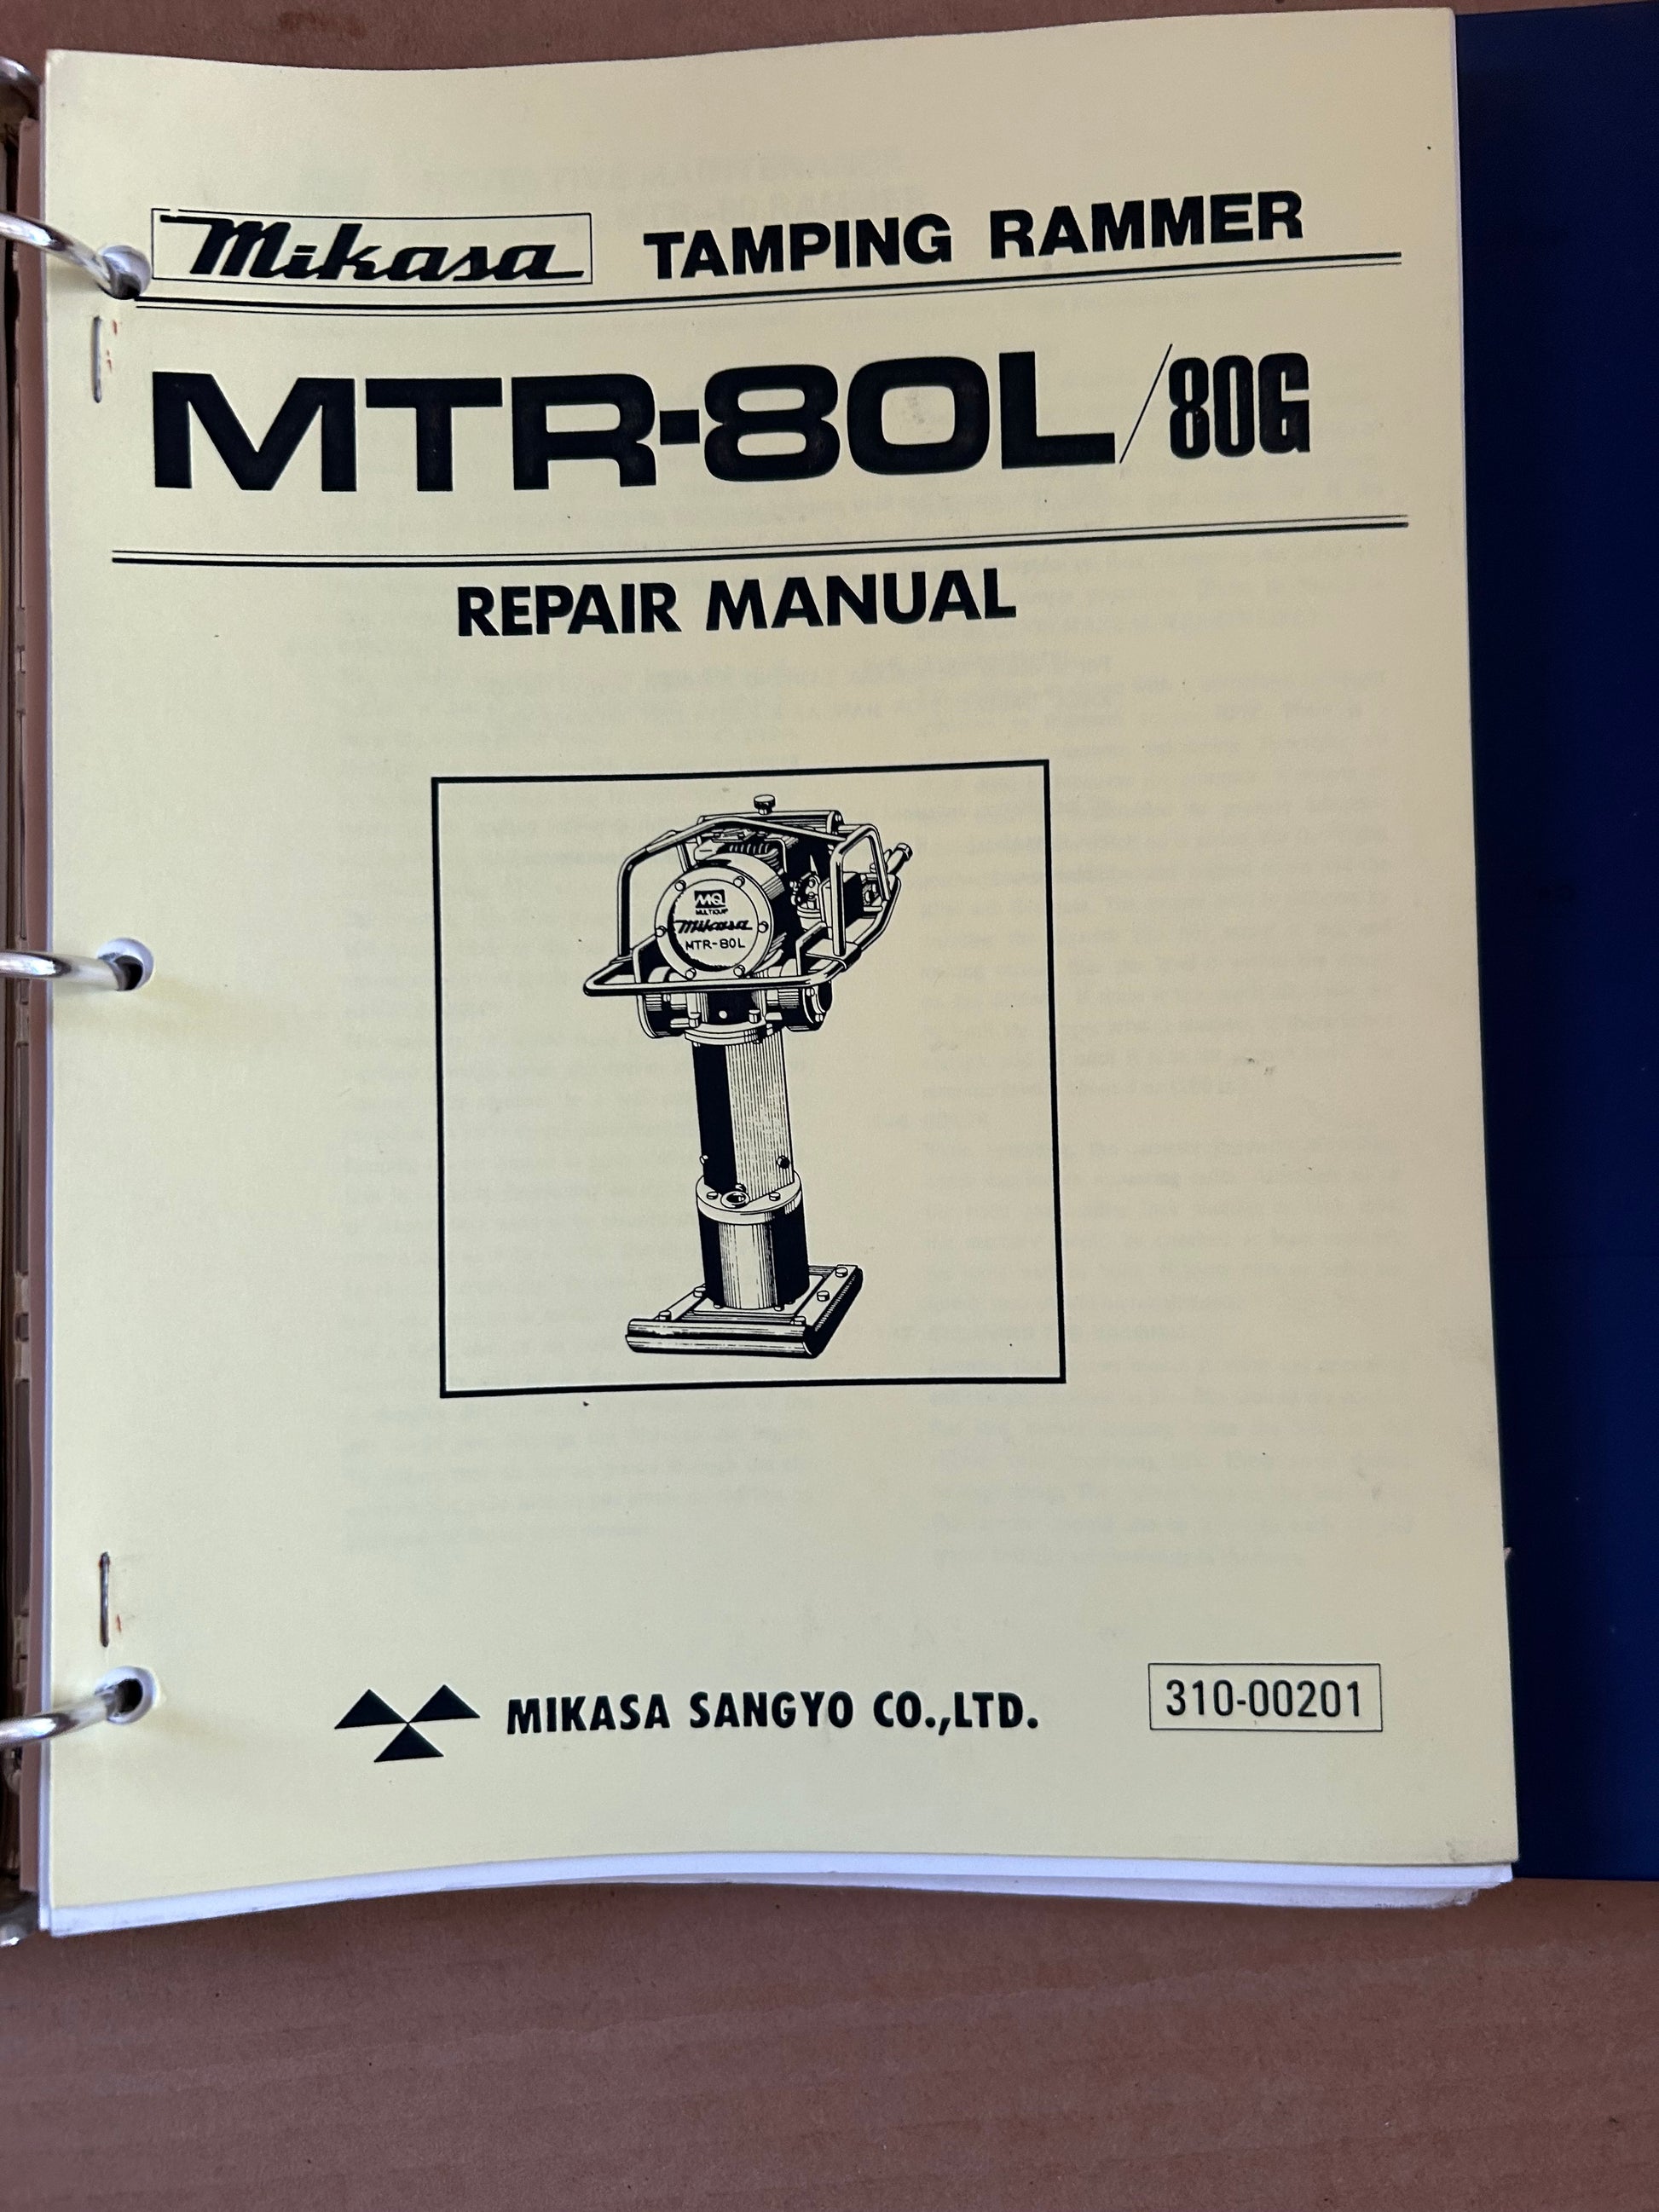 Mikasa TAMPING RAMMER
MTR-80L/80G
REPAIR MANUAL
MQ
MULTIQUIP
Mikasa
MTR-80L
MIKASA SANGYO CO.,LTD.
310-00201